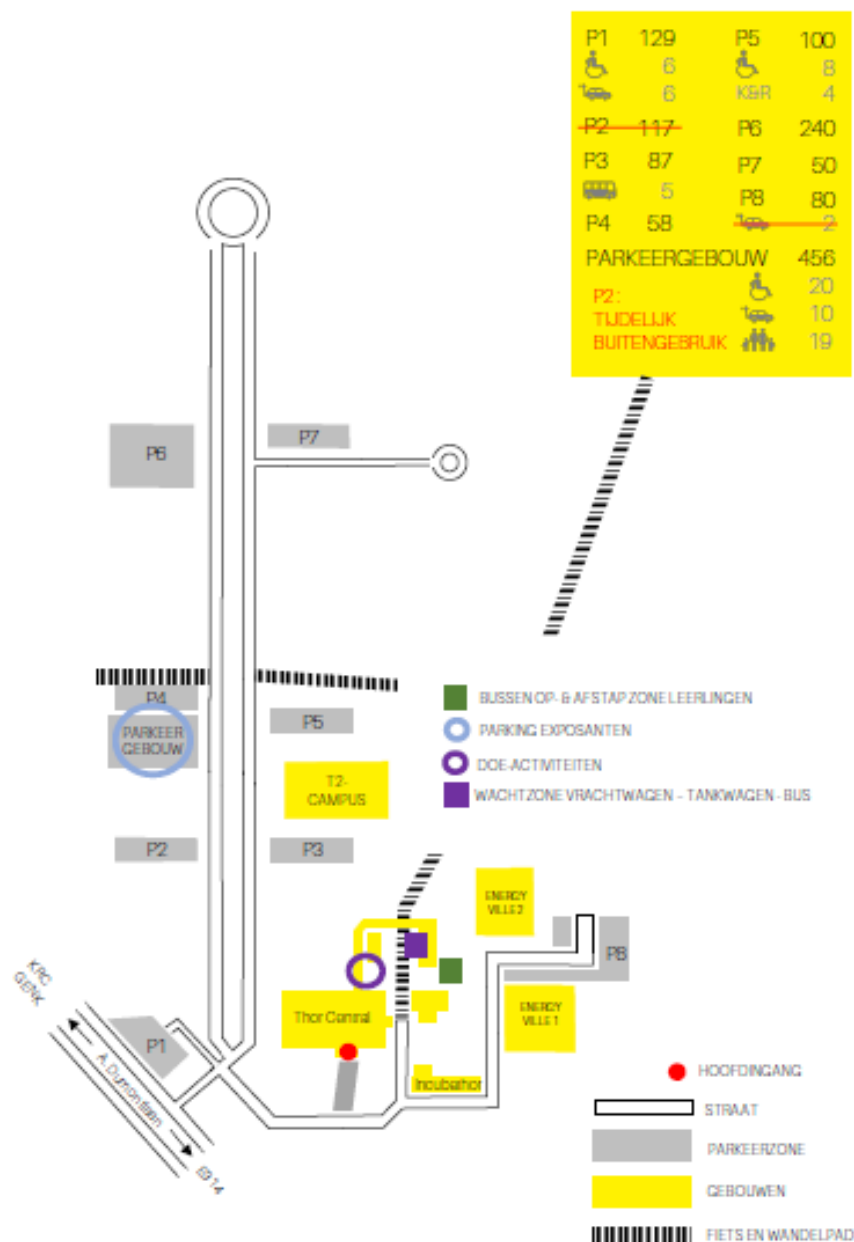 P1 129 P5 100
6 8
6 K&R 4
P2 117 P6 240
P3 87 P7 50
5 P8 80
P4 58 2
PARKEERGEBOUW 456
20
P2: 10
TIJDELIJK 19
BUITENGEBRUIK
P6
P7
P4
PARKEER
GEBOUW
P5
T2-
CAMPUS
P2
P3
BUSSEN OP- & AFSTAPZONE LEERLINGEN
PARKING EXPOSANTEN
DOE-ACTIVITEITEN
WACHTZONE VRACHTWAGEN - TANKWAGEN - BUS
ENERGY
VILLE 2
P8
ENERGY
VILLE 1
Thor Central
Incubathor
KRC
GENK
P1
A. Dumontlaan
E314
HOOFDINGANG
STRAAT
PARKEERZONE
GEBOUWEN
FIETS EN WANDELPAD